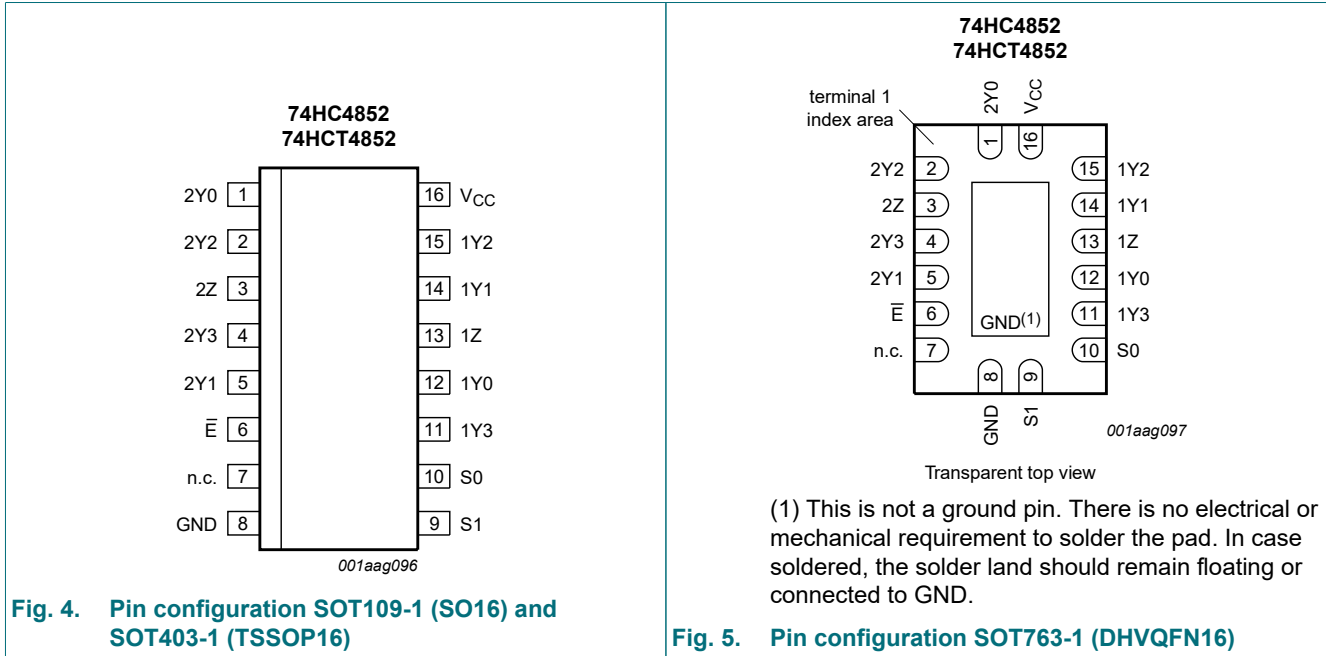 74HC4852
74HCT4852
2Y0 1
2Y2 2
2Z 3
2Y3 4
2Y1 5
E̅ 6
n.c. 7
GND 8
16 VCC
15 1Y2
14 1Y1
13 1Z
12 1Y0
11 1Y3
10 S0
9 S1
001aag096
Fig. 4. Pin configuration SOT109-1 (SO16) and
SOT403-1 (TSSOP16)
74HC4852
74HCT4852
terminal 1
index area
2Y0
VCC
1
16
2Y2 2
2Z 3
2Y3 4
2Y1 5
E̅ 6
n.c. 7
15 1Y2
14 1Y1
13 1Z
12 1Y0
11 1Y3
10 S0
GND(1)
8
9
GND
S1
001aag097
Transparent top view
(1) This is not a ground pin. There is no electrical or
mechanical requirement to solder the pad. In case
soldered, the solder land should remain floating or
connected to GND.
Fig. 5. Pin configuration SOT763-1 (DHVQFN16)